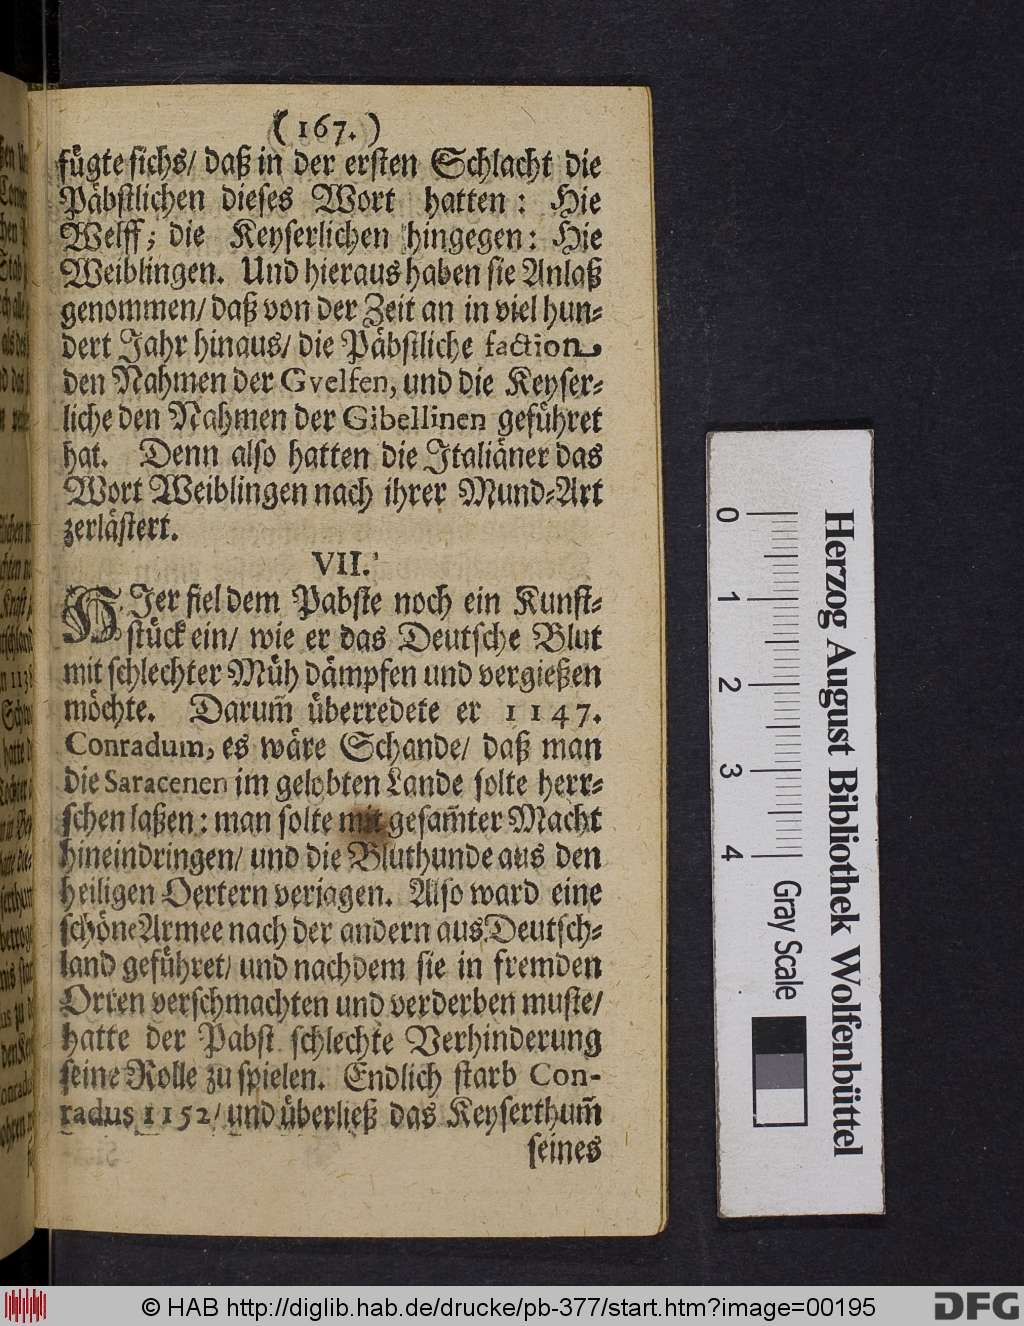 ( 167. )
fügte sichs/ daß in der ersten Schlacht die
Päbstlichen dieses Wort hatten: Hie
Welff; die Keyserlichen hingegen: Hie
Weiblingen. Und hieraus haben sie Anlaß
genommen/ daß von der Zeit an in viel hun-
dert Jahr hinaus/ die Päbstliche faction
den Nahmen der Gvelfen, und die Keyser-
liche den Nahmen der Gibellinen geführet
hat. Denn also hatten die Italiäner das
Wort Weiblingen nach ihrer Mund-Art
zerlästert.
VII.
HJer fiel dem Pabste noch ein Kunst-
stück ein/ wie er das Deutsche Blut
mit schlechter Müh dämpfen und vergießen
möchte. Darum̃ überredete er 1147.
Conradum, es wäre Schande/ daß man
die Saracenen im gelobten Lande solte herr-
schen laßen: man solte mit gesam̃ter Macht
hineindringen/ und die Bluthunde aus den
heiligen Oertern verjagen. Also ward eine
schöne Armee nach der andern aus Deutsch-
land geführet/ und nachdem sie in fremden
Orten verschmachten und verderben muste/
hatte der Pabst schlechte Verhinderung
seine Rolle zu spielen. Endlich starb Con-
radus 1152/ und überließ das Keyserthum̃
seines
0 1 2 3 4 Gray Scale
Herzog August Bibliothek Wolfenbüttel
© HAB http://diglib.hab.de/drucke/pb-377/start.htm?image=00195
DFG